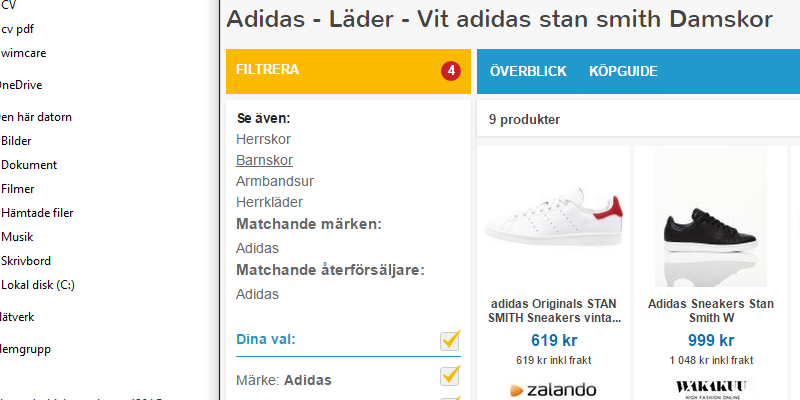 CV
cv pdf
wimcare
OneDrive
en här datorn
Bilder
Dokument
Filmer
Hämtade filer
Musik
Skrivbord
Lokal disk (C:)
lätverk
lemgrupp
Adidas - Läder - Vit adidas stan smith Damskor
FILTRERA 4
ÖVERBLICK KÖPGUIDE
Se även:
Herrskor
Barnskor
Armbandsur
Herrkläder
Matchande märken:
Adidas
Matchande återförsäljare:
Adidas
Dina val:
Märke: Adidas
9 produkter
adidas Originals STAN
SMITH Sneakers vinta...
619 kr
619 kr inkl frakt
zalando
Adidas Sneakers Stan
Smith W
999 kr
1 048 kr inkl frakt
WAKAKUU
HIGH FASHION ONLINE